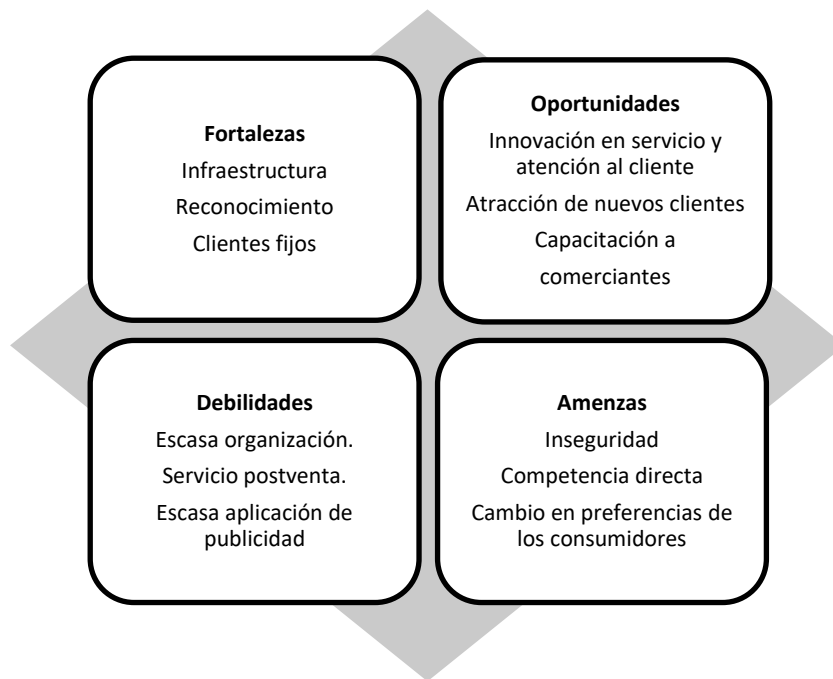 Fortalezas
Infraestructura
Reconocimiento
Clientes fijos
Oportunidades
Innovación en servicio y
atención al cliente
Atracción de nuevos clientes
Capacitación a
comerciantes
Debilidades
Escasa organización.
Servicio postventa.
Escasa aplicación de
publicidad
Amenzas
Inseguridad
Competencia directa
Cambio en preferencias de
los consumidores